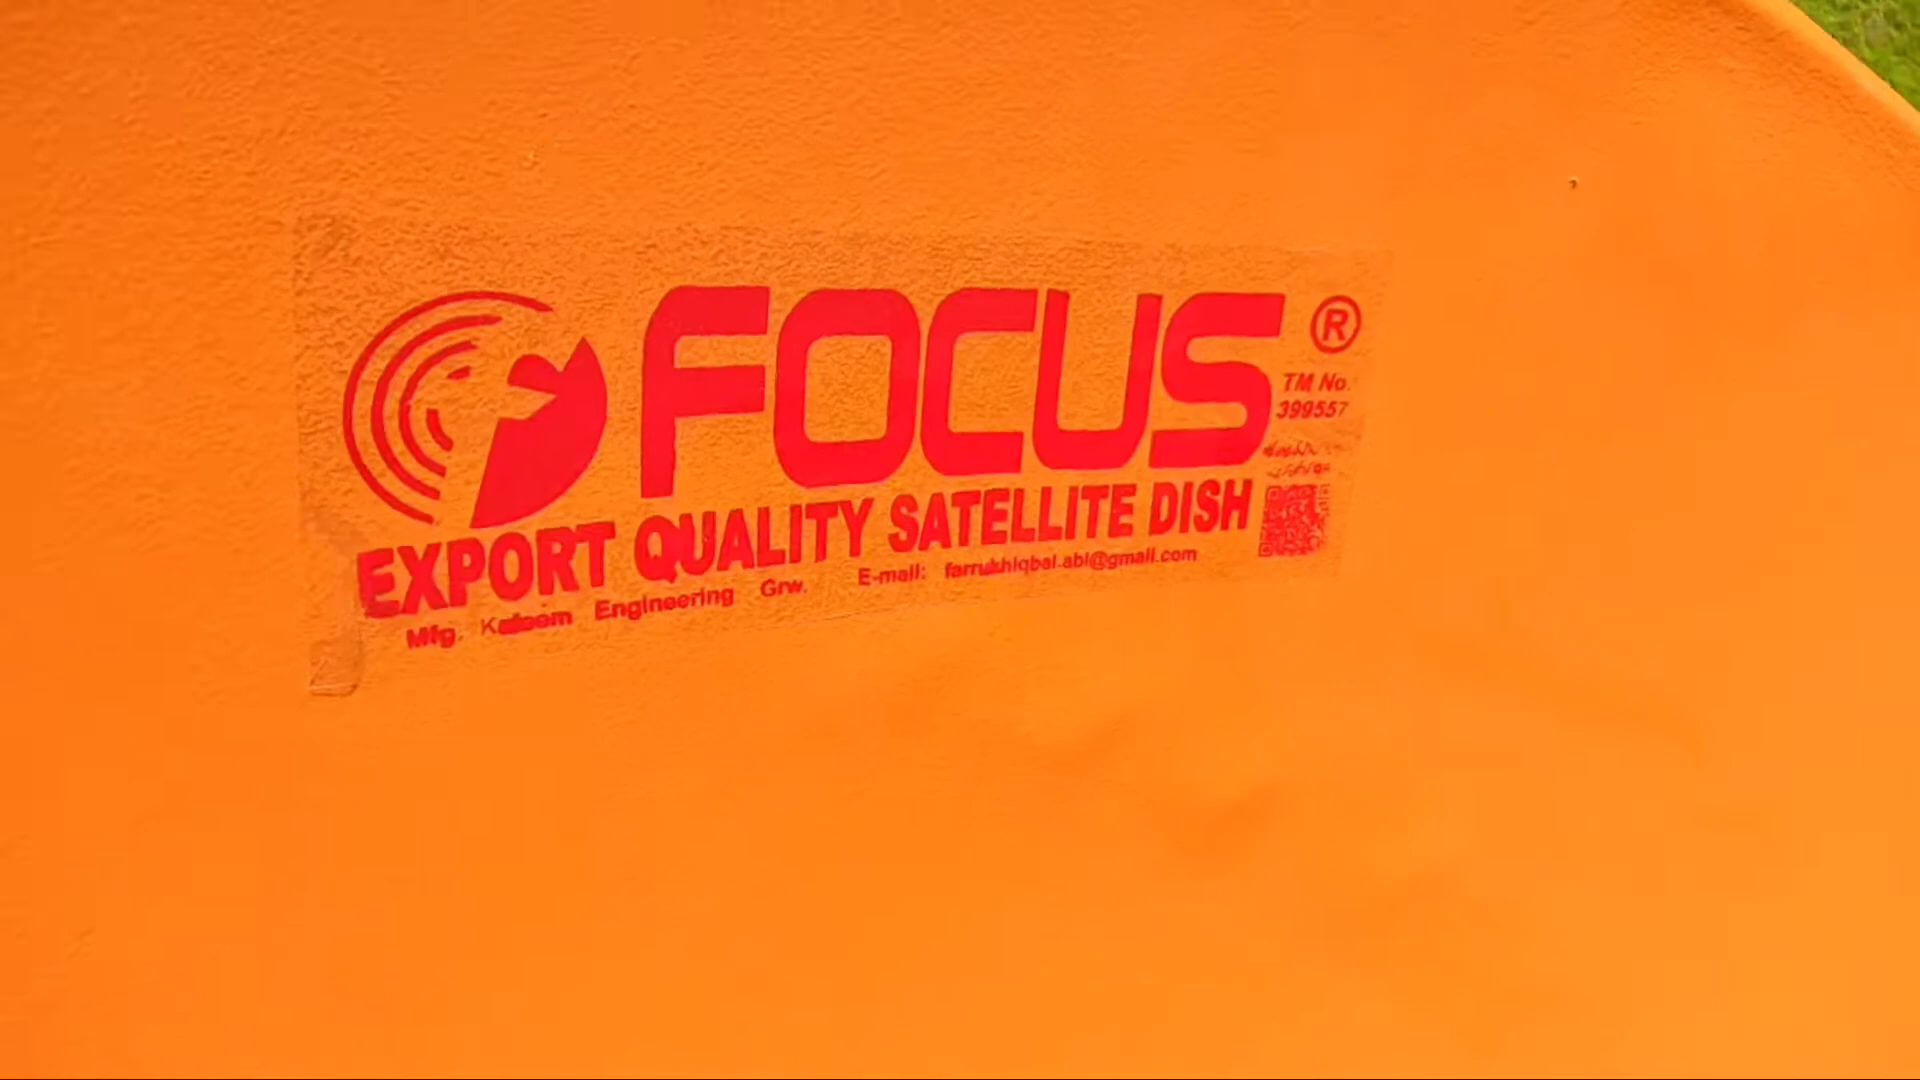 FOCUS ®
TM No.
399557
EXPORT QUALITY SATELLITE DISH
Mfg. Kaleem Engineering Grw. E-mail: farrukhiqbal.abl@gmail.com